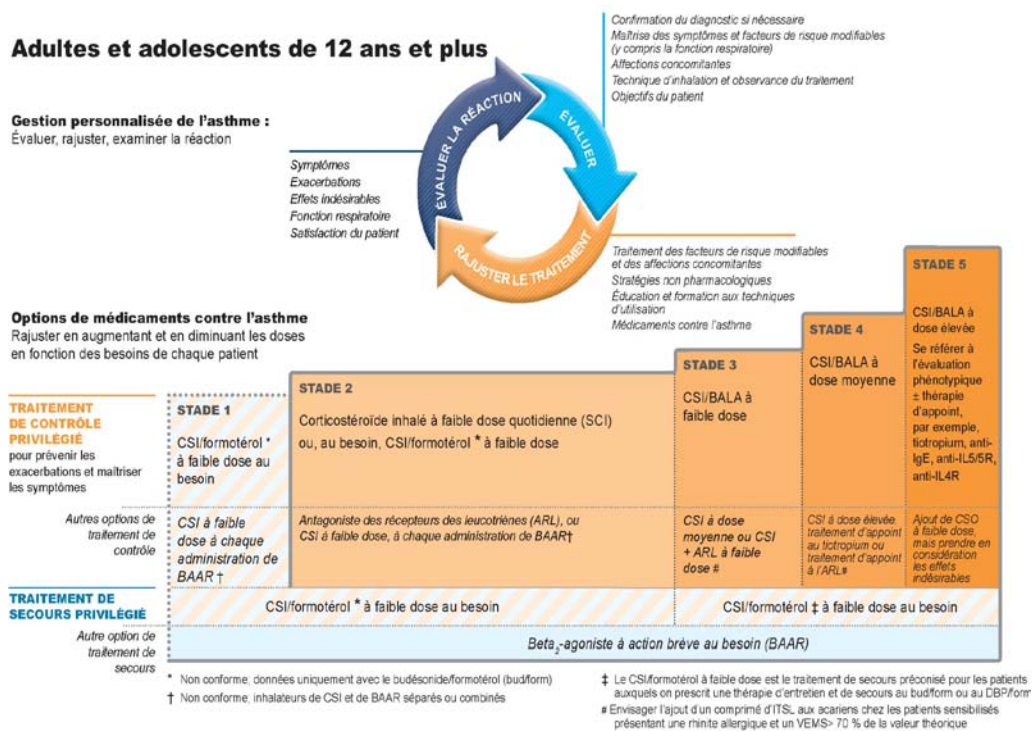 Adultes et adolescents de 12 ans et plus
Confirmation du diagnostic si nécessaire
Maîtrise des symptômes et facteurs de risque modifiables
(y compris la fonction respiratoire)
Affections concomitantes
Technique d'inhalation et observance du traitement
Objectifs du patient
Gestion personnalisée de l'asthme :
Évaluer, rajuster, examiner la réaction
ÉVALUER LA RÉACTION
ÉVALUER
RAJUSTER LE TRAITEMENT
Symptômes
Exacerbations
Effets indésirables
Fonction respiratoire
Satisfaction du patient
Traitement des facteurs de risque modifiables
et des affections concomitantes
Stratégies non pharmacologiques
Éducation et formation aux techniques
d'utilisation
Médicaments contre l'asthme
Options de médicaments contre l'asthme
Rajuster en augmentant et en diminuant les doses
en fonction des besoins de chaque patient
TRAITEMENT
DE CONTRÔLE
PRIVILÉGIÉ
pour prévenir les
exacerbations et maîtriser
les symptômes
STADE 1
CSI/formotérol *
à faible dose au
besoin
STADE 2
Corticostéroïde inhalé à faible dose quotidienne (SCI)
ou, au besoin, CSI/formotérol * à faible dose
STADE 3
CSI/BALA à
faible dose
STADE 4
CSI/BALA à
dose moyenne
STADE 5
CSI/BALA à
dose élevée
Se référer à
l'évaluation
phénotypique
± thérapie
d'appoint,
par exemple,
tiotropium, anti-
IgE, anti-IL5/5R,
anti-IL4R
Autres options de
traitement de
contrôle
CSI à faible
dose à chaque
administration de
BAAR †
Antagoniste des récepteurs des leucotriènes (ARL), ou
CSI à faible dose, à chaque administration de BAAR†
CSI à dose
moyenne ou CSI
+ ARL à faible
dose #
CSI à dose élevée,
traitement d'appoint
au tiotropium ou
traitement d'appoint
à l'ARL#
Ajout de CSO
à faible dose,
mais prendre en
considération
les effets
indésirables
TRAITEMENT DE
SECOURS PRIVILÉGIÉ
CSI/formotérol * à faible dose au besoin
CSI/formotérol ‡ à faible dose au besoin
Autre option de
traitement de
secours
Beta₂-agoniste à action brève au besoin (BAAR)
* Non conforme; données uniquement avec le budésonide/formotérol (bud/form)
† Non conforme; inhalateurs de CSI et de BAAR séparés ou combinés
‡ Le CSI/formotérol à faible dose est le traitement de secours préconisé pour les patients
auxquels on prescrit une thérapie d'entretien et de secours au bud/form ou au DBP/form
# Envisager l'ajout d'un comprimé d'ITSL aux acariens chez les patients sensibilisés
présentant une rhinite allergique et un VEMS> 70 % de la valeur théorique